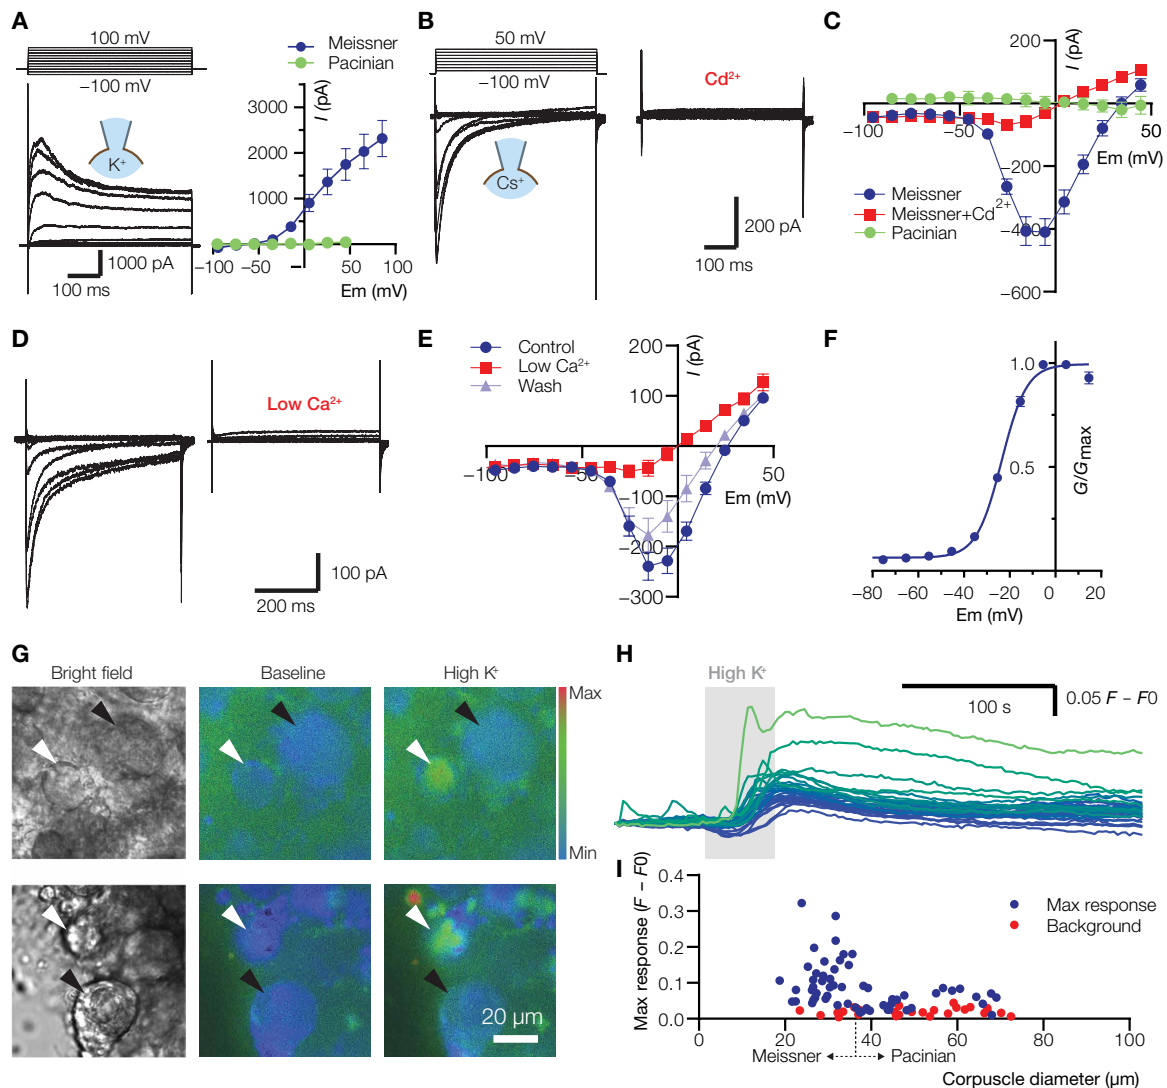 A
100 mV
−100 mV
K⁺
1000 pA
100 ms
Meissner
Pacinian
I (pA)
3000
2000
1000
0
−100
−50
50
100
Em (mV)
B
50 mV
−100 mV
Cs⁺
Cd²⁺
200 pA
100 ms
C
I (pA)
200
−100
−50
50
Em (mV)
−200
−400
−600
Meissner
Meissner+Cd²⁺
Pacinian
D
Low Ca²⁺
100 pA
200 ms
E
Control
Low Ca²⁺
Wash
I (pA)
200
100
−100
−50
50
Em (mV)
−100
−200
−300
F
1.0
0.5
G/Gmax
−80
−60
−40
−20
0
20
Em (mV)
G
Bright field
Baseline
High K⁺
Max
Min
20 µm
H
High K⁺
100 s
0.05 F − F0
I
Max response (F − F0)
0.4
0.3
0.2
0.1
0.0
Max response
Background
0
20
40
60
80
100
Meissner
Pacinian
Corpuscle diameter (µm)